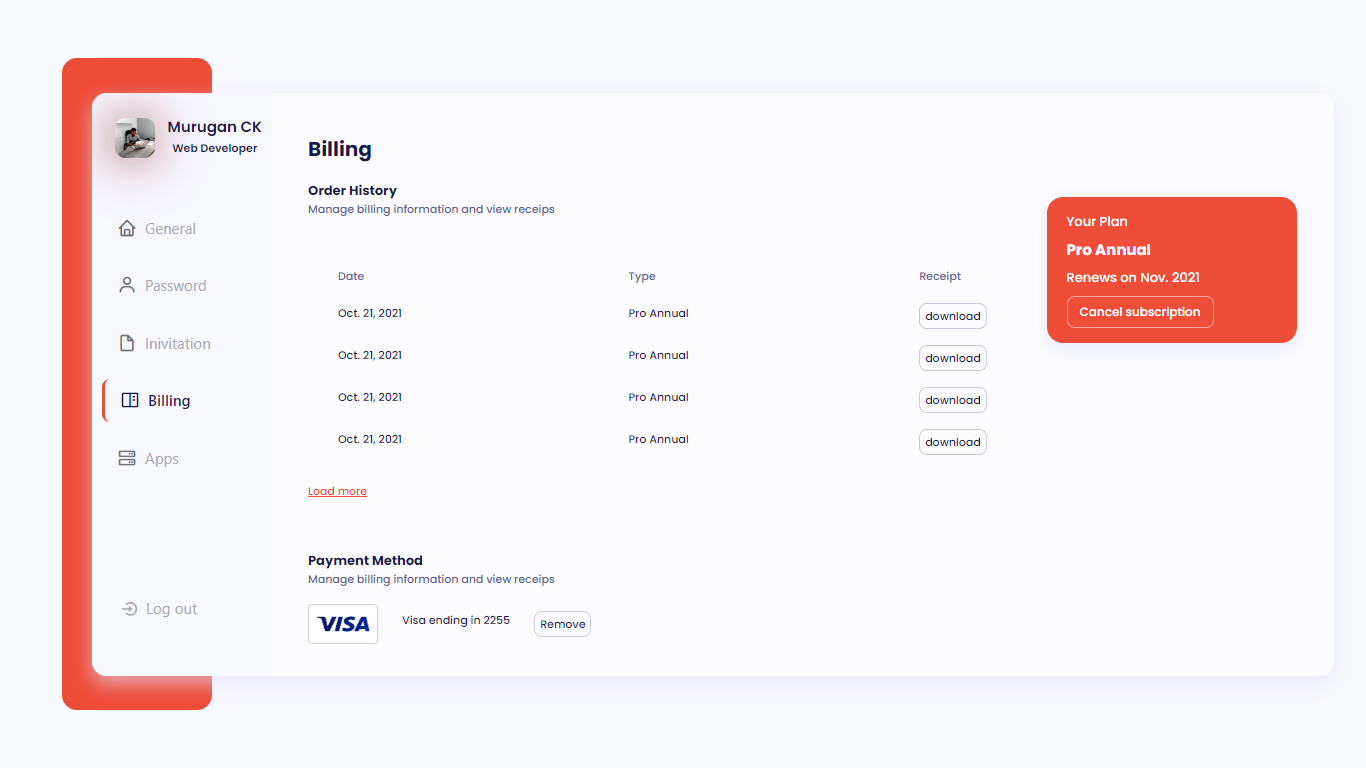 Murugan CK
Web Developer
General
Password
Inivitation
Billing
Apps
Log out
Billing
Order History
Manage billing information and view receips
Date Type Receipt
Oct. 21, 2021 Pro Annual download
Oct. 21, 2021 Pro Annual download
Oct. 21, 2021 Pro Annual download
Oct. 21, 2021 Pro Annual download
Load more
Payment Method
Manage billing information and view receips
VISA Visa ending in 2255 Remove
Your Plan
Pro Annual
Renews on Nov. 2021
Cancel subscription